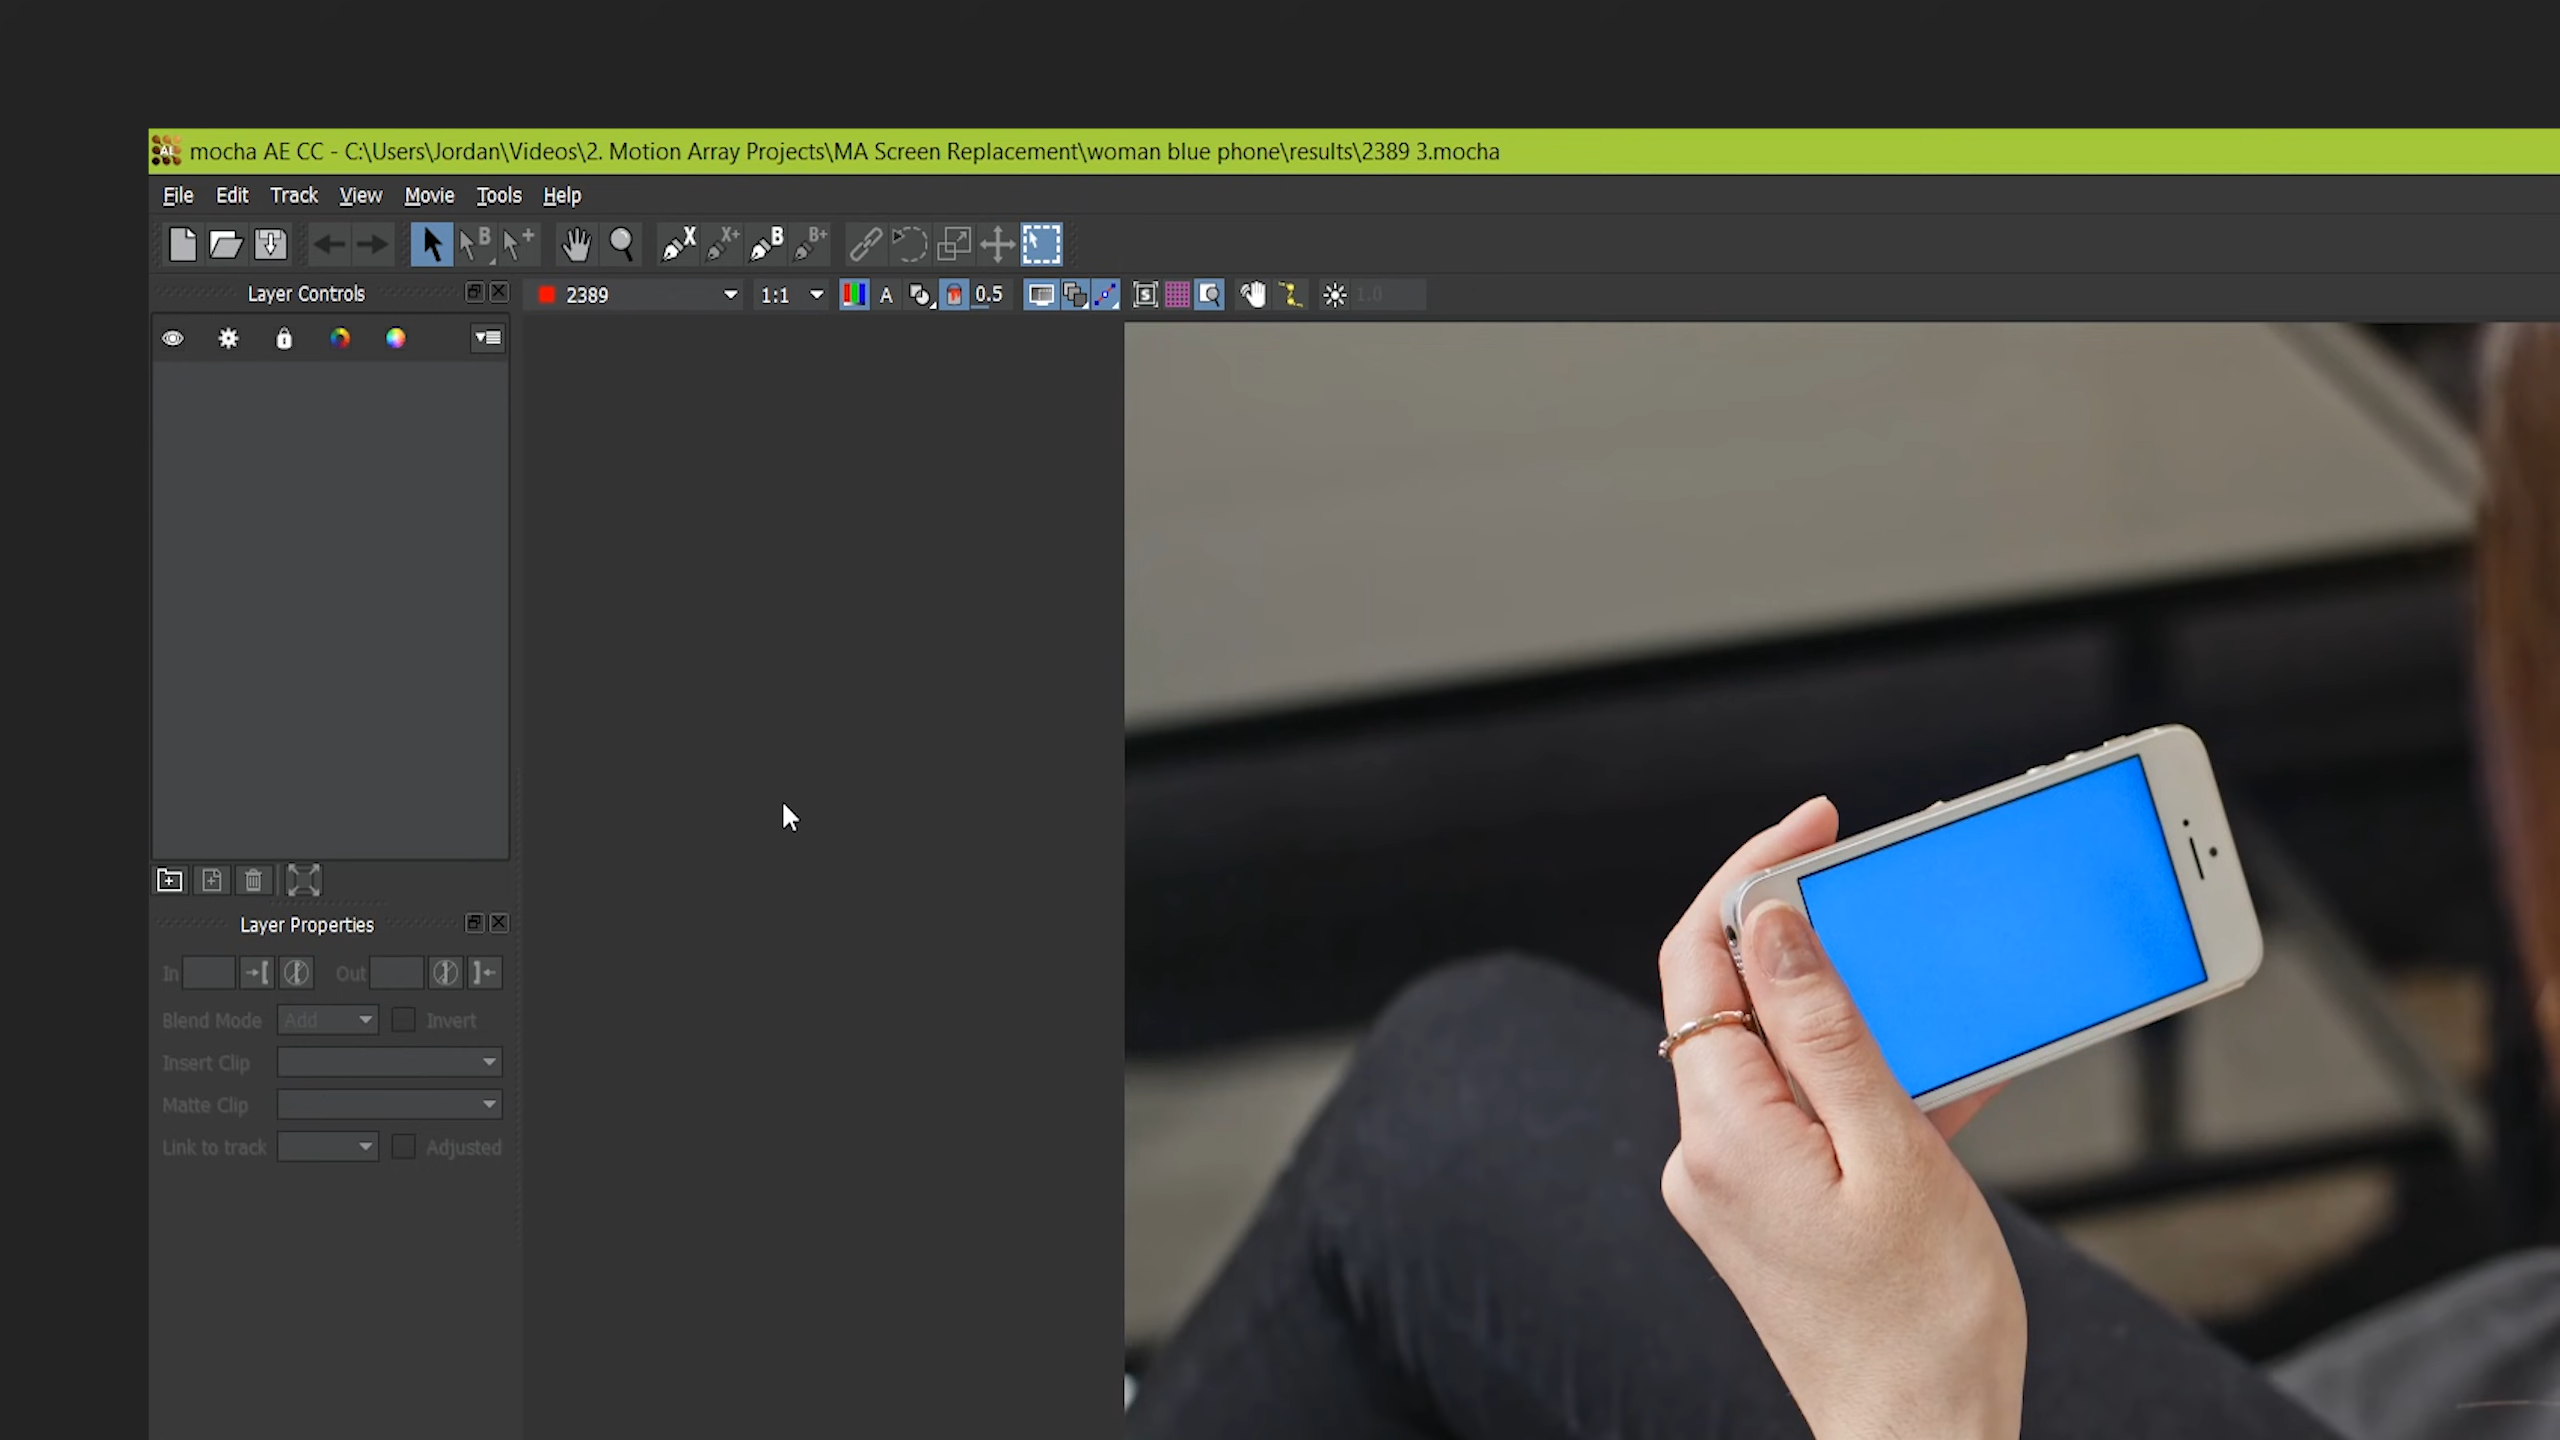 mocha AE CC - C:\Users\Jordan\Videos\2. Motion Array Projects\MA Screen Replacement\woman blue phone\results\2389 3.mocha
File Edit Track View Movie Tools Help
B X X+ B B+
Layer Controls
2389 1:1 A 0.5 S 1.0
Layer Properties
In Out
Blend Mode Add Invert
Insert Clip
Matte Clip
Link to track Adjusted